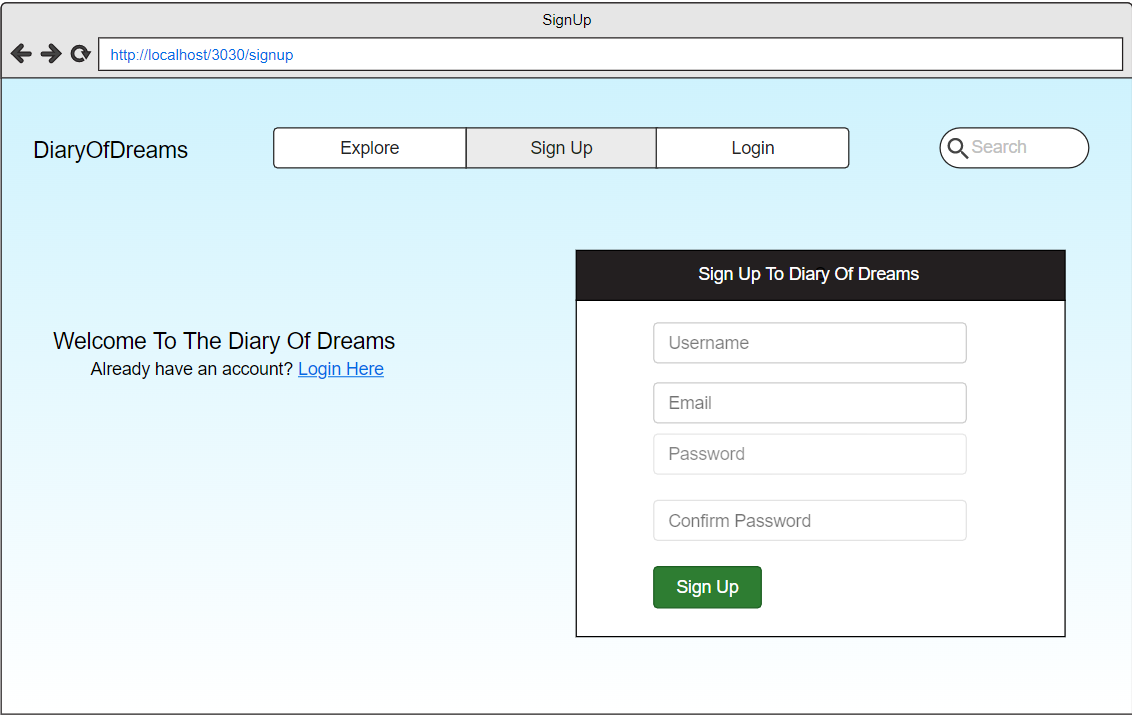 SignUp
http://localhost/3030/signup
DiaryOfDreams
Explore
Sign Up
Login
Search
Sign Up To Diary Of Dreams
Welcome To The Diary Of Dreams
Already have an account? Login Here
Username
Email
Password
Confirm Password
Sign Up